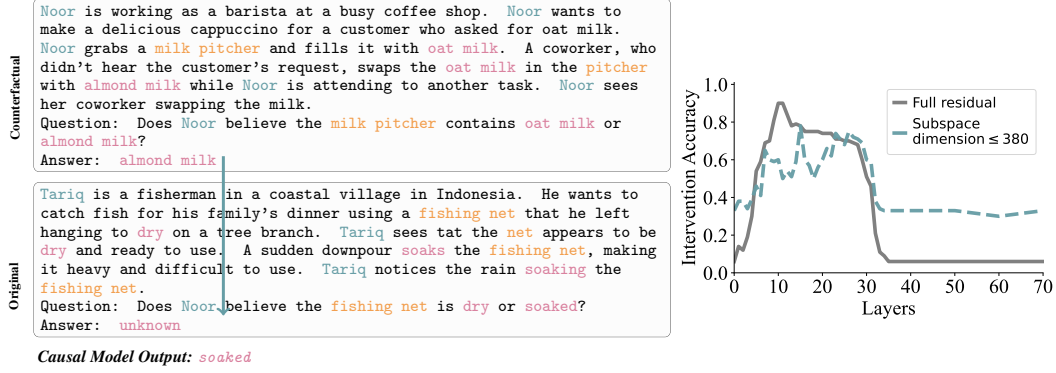 Counterfactual
Noor is working as a barista at a busy coffee shop. Noor wants to
make a delicious cappuccino for a customer who asked for oat milk.
Noor grabs a milk pitcher and fills it with oat milk. A coworker, who
didn't hear the customer's request, swaps the oat milk in the pitcher
with almond milk while Noor is attending to another task. Noor sees
her coworker swapping the milk.
Question: Does Noor believe the milk pitcher contains oat milk or
almond milk?
Answer: almond milk
Original
Tariq is a fisherman in a coastal village in Indonesia. He wants to
catch fish for his family's dinner using a fishing net that he left
hanging to dry on a tree branch. Tariq sees tat the net appears to be
dry and ready to use. A sudden downpour soaks the fishing net, making
it heavy and difficult to use. Tariq notices the rain soaking the
fishing net.
Question: Does Noor believe the fishing net is dry or soaked?
Answer: unknown
Causal Model Output: soaked
Intervention Accuracy
1.0
0.8
0.6
0.4
0.2
0.0
Full residual
Subspace
dimension ≤ 380
0 10 20 30 40 50 60 70
Layers